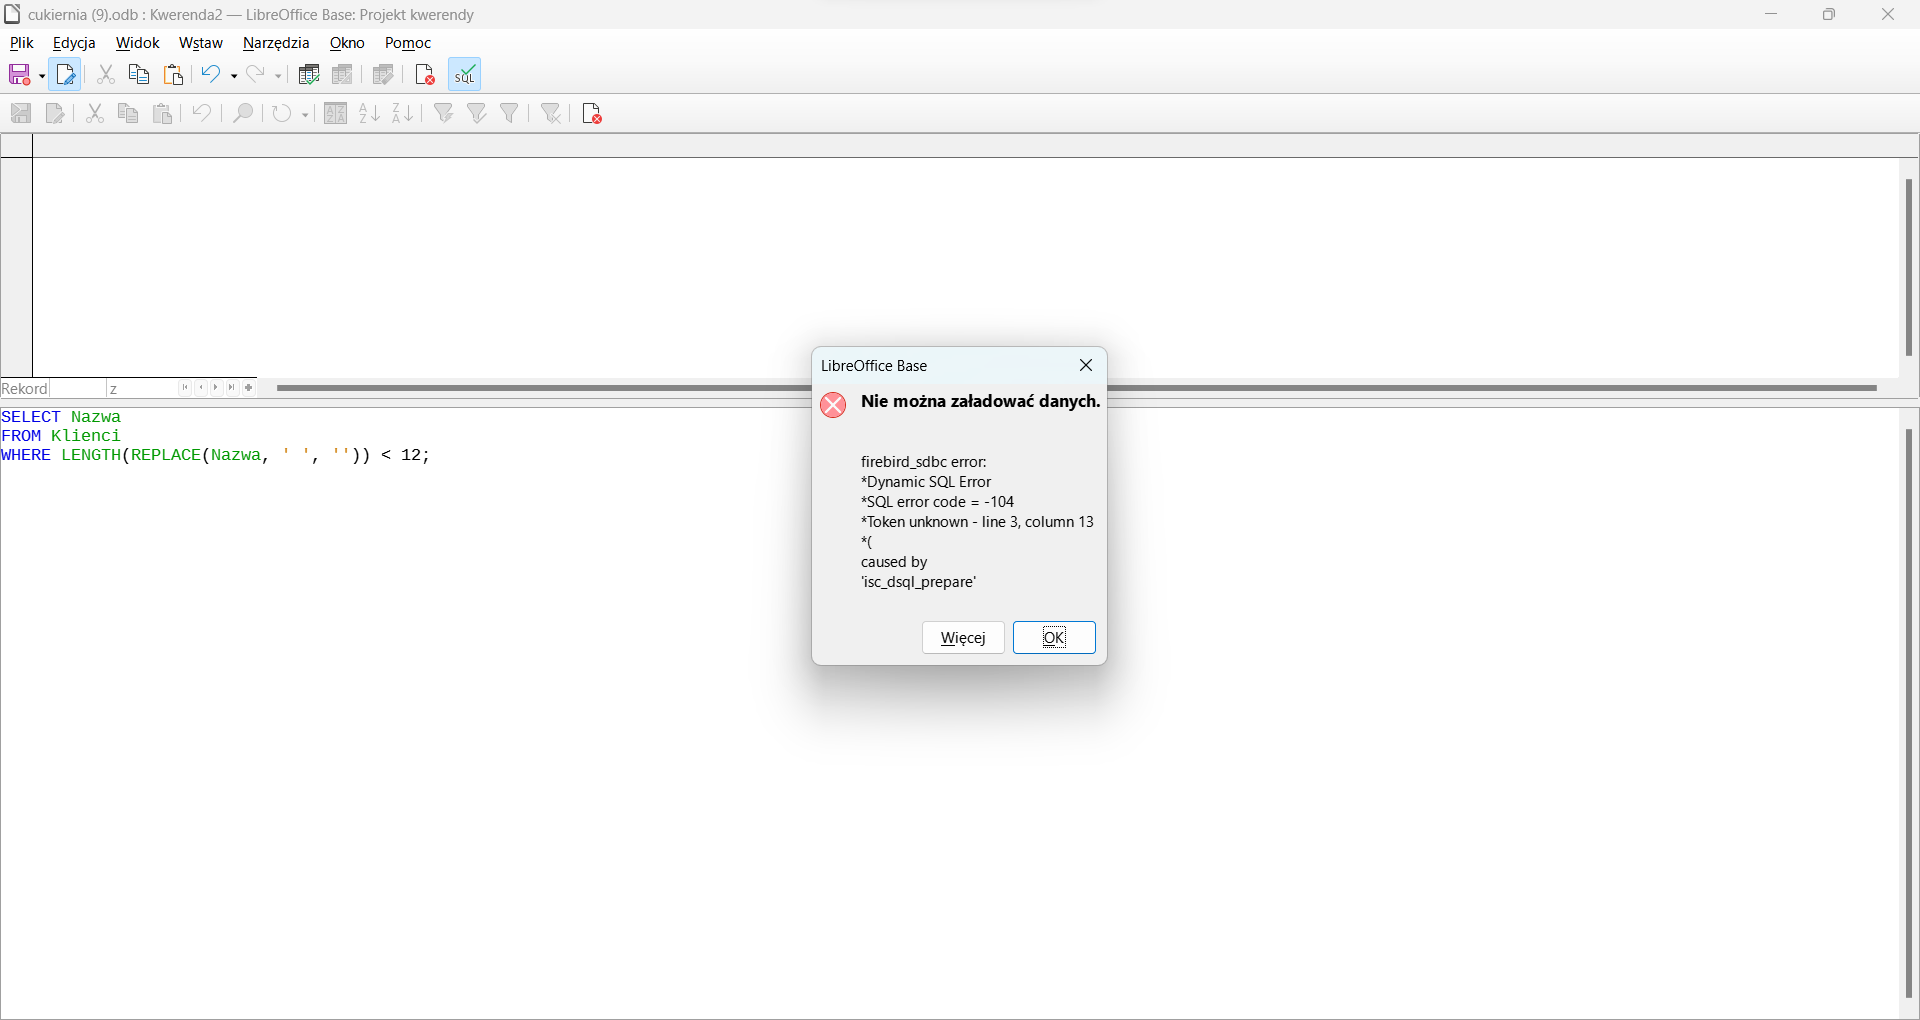 cukiernia (9).odb : Kwerenda2 — LibreOffice Base: Projekt kwerendy
Plik Edycja Widok Wstaw Narzędzia Okno Pomoc
SQL
Rekord z
SELECT Nazwa
FROM Klienci
WHERE LENGTH(REPLACE(Nazwa, ' ', '')) < 12;
LibreOffice Base
Nie można załadować danych.
firebird_sdbc error:
*Dynamic SQL Error
*SQL error code = -104
*Token unknown - line 3, column 13
*(
caused by
'isc_dsql_prepare'
Więcej OK